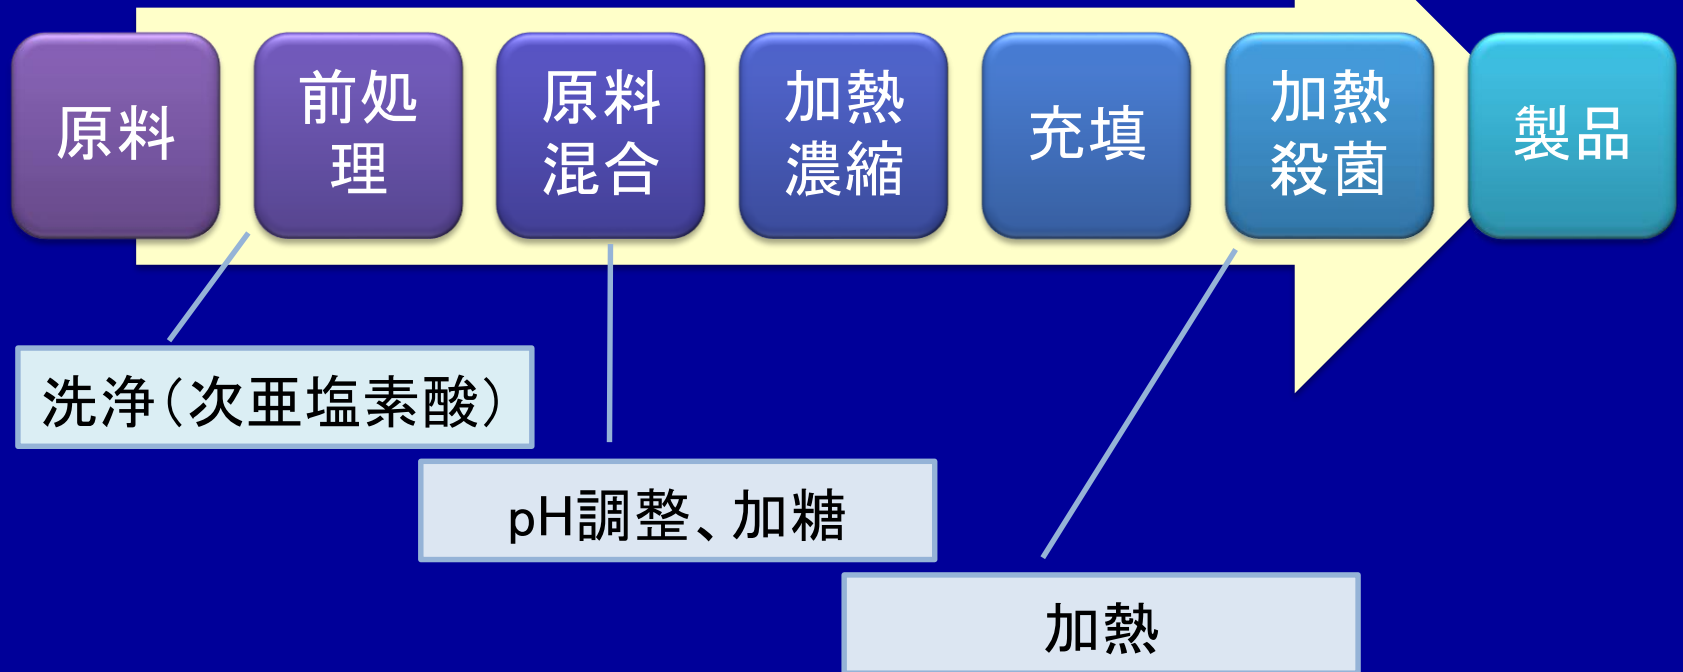 原料
前処
理
原料
混合
加熱
濃縮
充填
加熱
殺菌
製品
洗浄（次亜塩素酸）
pH調整、加糖
加熱